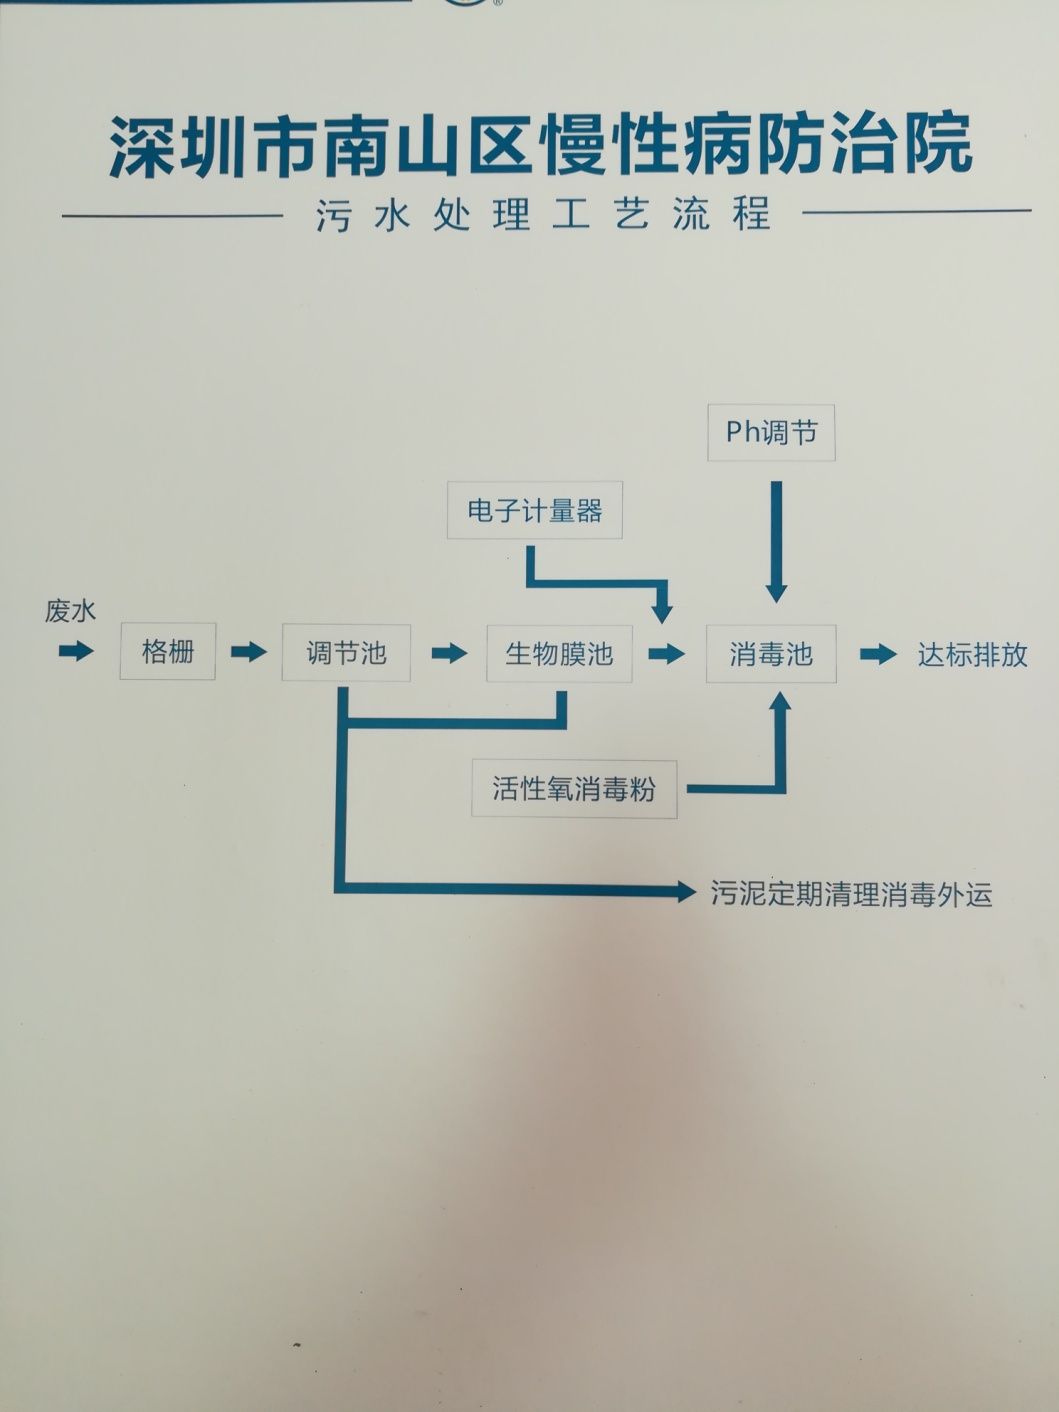 ®
深圳市南山区慢性病防治院
污水处理工艺流程
Ph调节
电子计量器
废水
格栅
调节池
生物膜池
消毒池
达标排放
活性氧消毒粉
污泥定期清理消毒外运